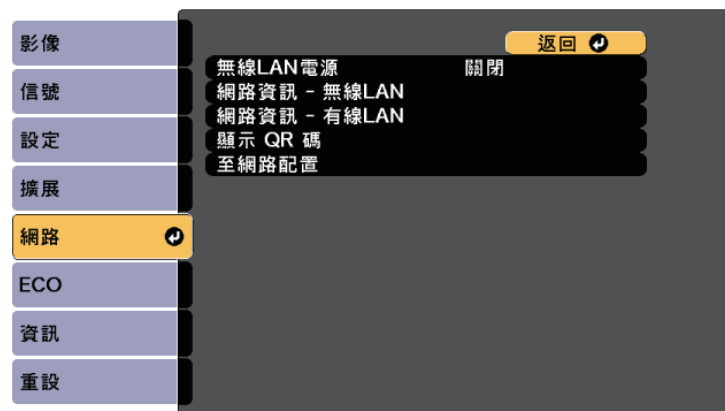 影像
信號
設定
擴展
網路
ECO
資訊
重設
返回
無線LAN電源 關閉
網路資訊 - 無線LAN
網路資訊 - 有線LAN
顯示 QR 碼
至網路配置